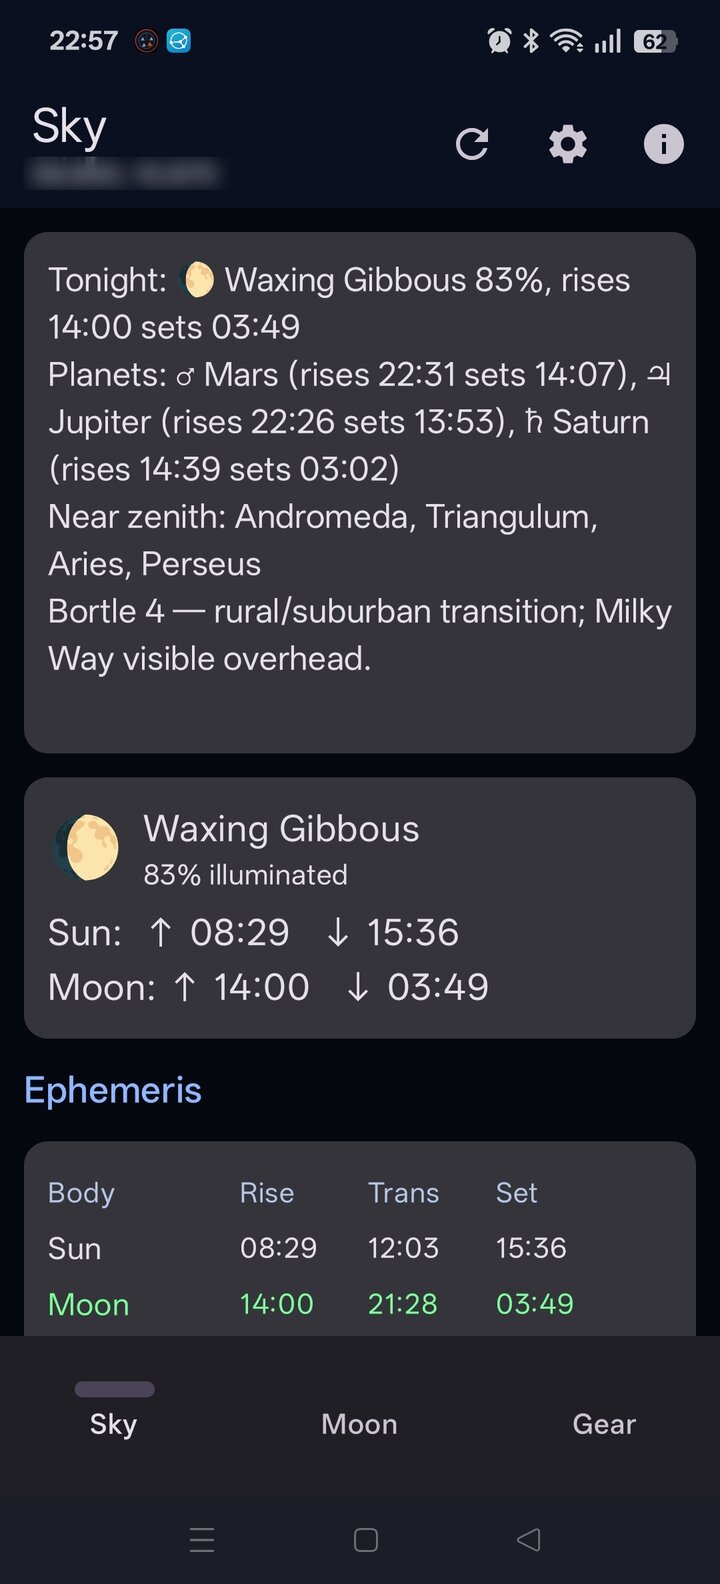 22:57
62
Sky
Tonight: 🌔 Waxing Gibbous 83%, rises
14:00 sets 03:49
Planets: ♂ Mars (rises 22:31 sets 14:07), ♃
Jupiter (rises 22:26 sets 13:53), ♄ Saturn
(rises 14:39 sets 03:02)
Near zenith: Andromeda, Triangulum,
Aries, Perseus
Bortle 4 — rural/suburban transition; Milky
Way visible overhead.
Waxing Gibbous
83% illuminated
Sun: ↑ 08:29 ↓ 15:36
Moon: ↑ 14:00 ↓ 03:49
Ephemeris
Body Rise Trans Set
Sun 08:29 12:03 15:36
Moon 14:00 21:28 03:49
Sky Moon Gear